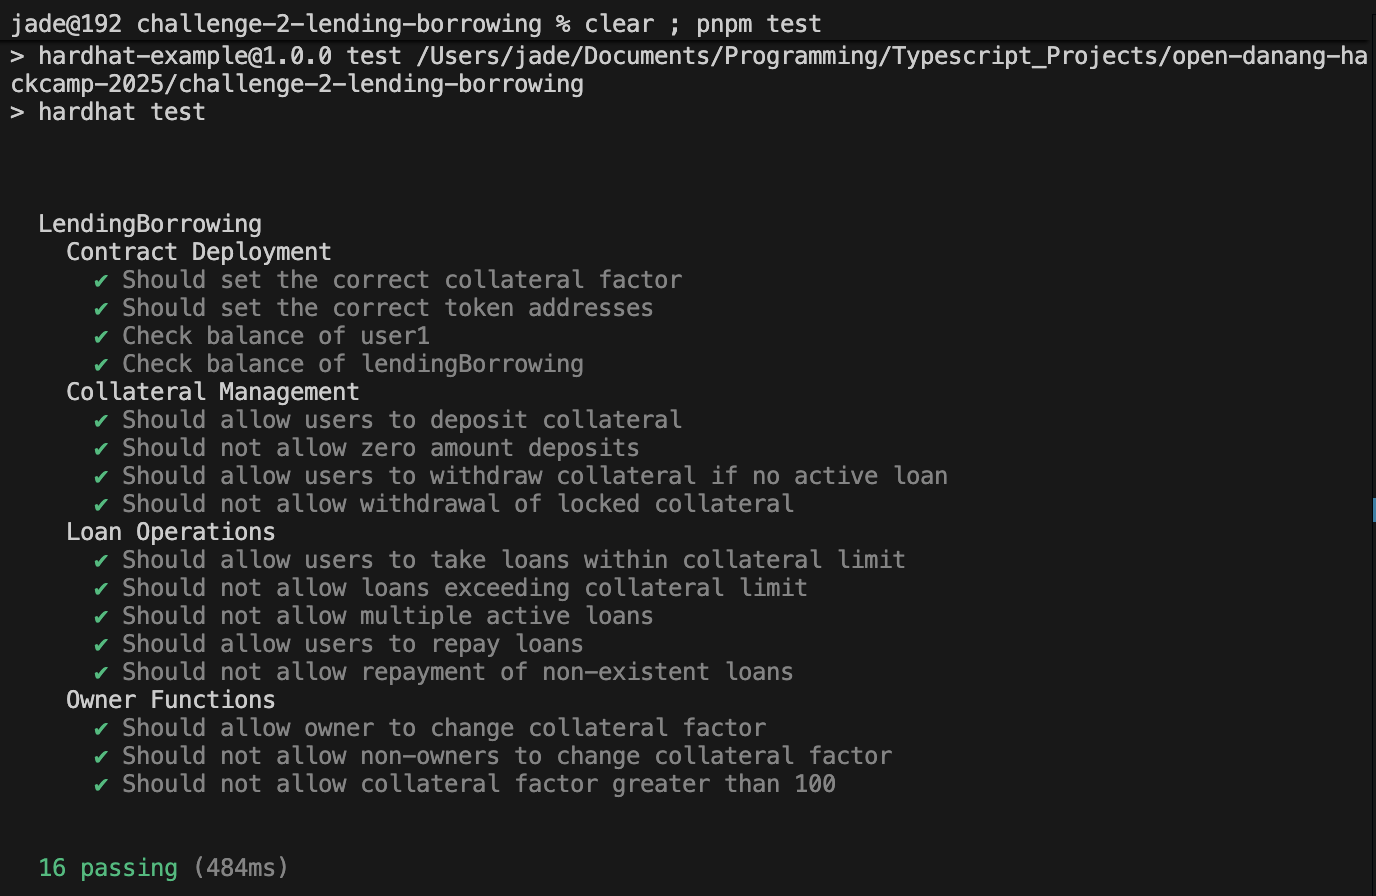 jade@192 challenge-2-lending-borrowing % clear ; pnpm test
> hardhat-example@1.0.0 test /Users/jade/Documents/Programming/Typescript_Projects/open-danang-ha
ckcamp-2025/challenge-2-lending-borrowing
> hardhat test
LendingBorrowing
Contract Deployment
✔ Should set the correct collateral factor
✔ Should set the correct token addresses
✔ Check balance of user1
✔ Check balance of lendingBorrowing
Collateral Management
✔ Should allow users to deposit collateral
✔ Should not allow zero amount deposits
✔ Should allow users to withdraw collateral if no active loan
✔ Should not allow withdrawal of locked collateral
Loan Operations
✔ Should allow users to take loans within collateral limit
✔ Should not allow loans exceeding collateral limit
✔ Should not allow multiple active loans
✔ Should allow users to repay loans
✔ Should not allow repayment of non-existent loans
Owner Functions
✔ Should allow owner to change collateral factor
✔ Should not allow non-owners to change collateral factor
✔ Should not allow collateral factor greater than 100
16 passing (484ms)